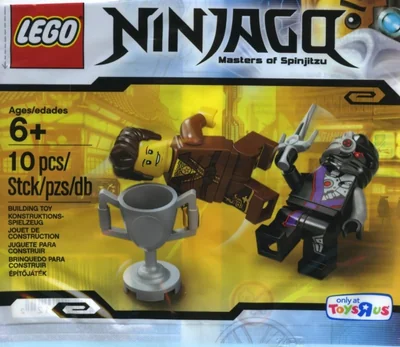 LEGO
NINJAGO
Masters of Spinjitzu
Ages/edades
6+
10 pcs/
Stck/pzs/db
BUILDING TOY
KONSTRUKTIONS-
SPIELZEUG
JOUET DE
CONSTRUCTION
JUGUETE PARA
CONSTRUIR
BRINQUEDO PARA
CONSTRUIR
ÉPÍTŐJÁTÉK
only at
TOYSRUS